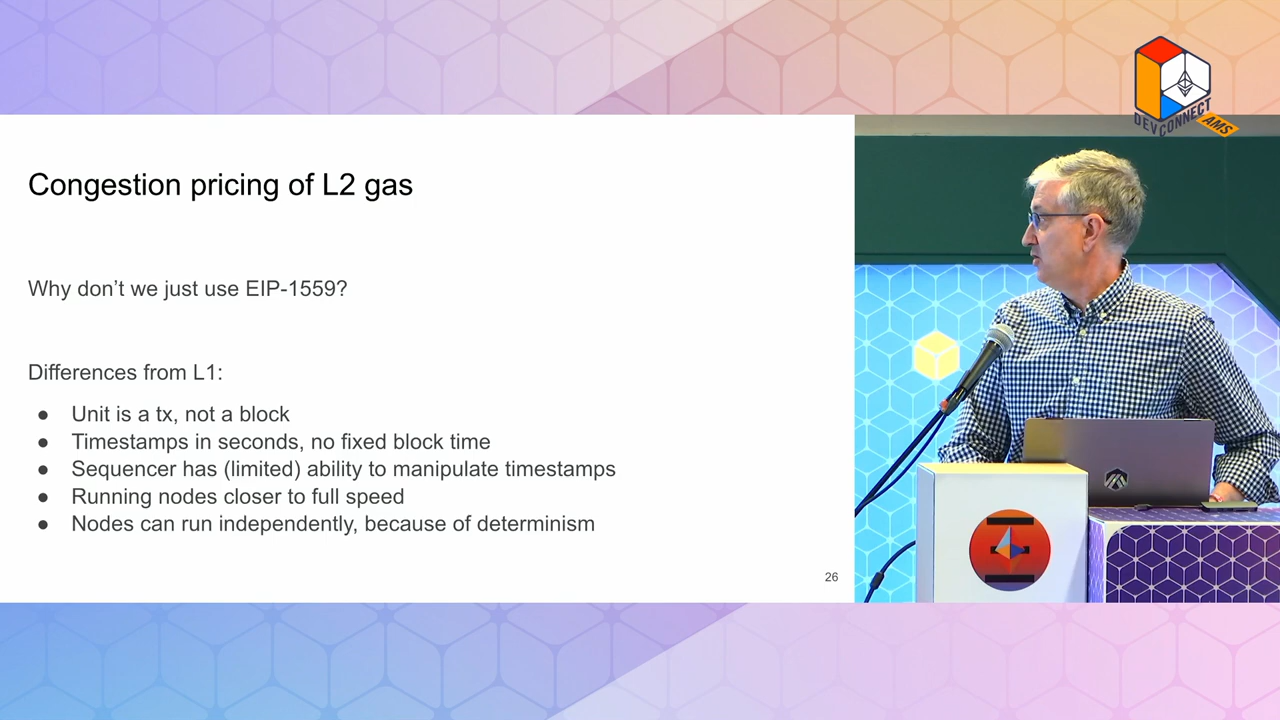 DEVCONNECT
AMS
Congestion pricing of L2 gas
Why don't we just use EIP-1559?
Differences from L1:
● Unit is a tx, not a block
● Timestamps in seconds, no fixed block time
● Sequencer has (limited) ability to manipulate timestamps
● Running nodes closer to full speed
● Nodes can run independently, because of determinism
26